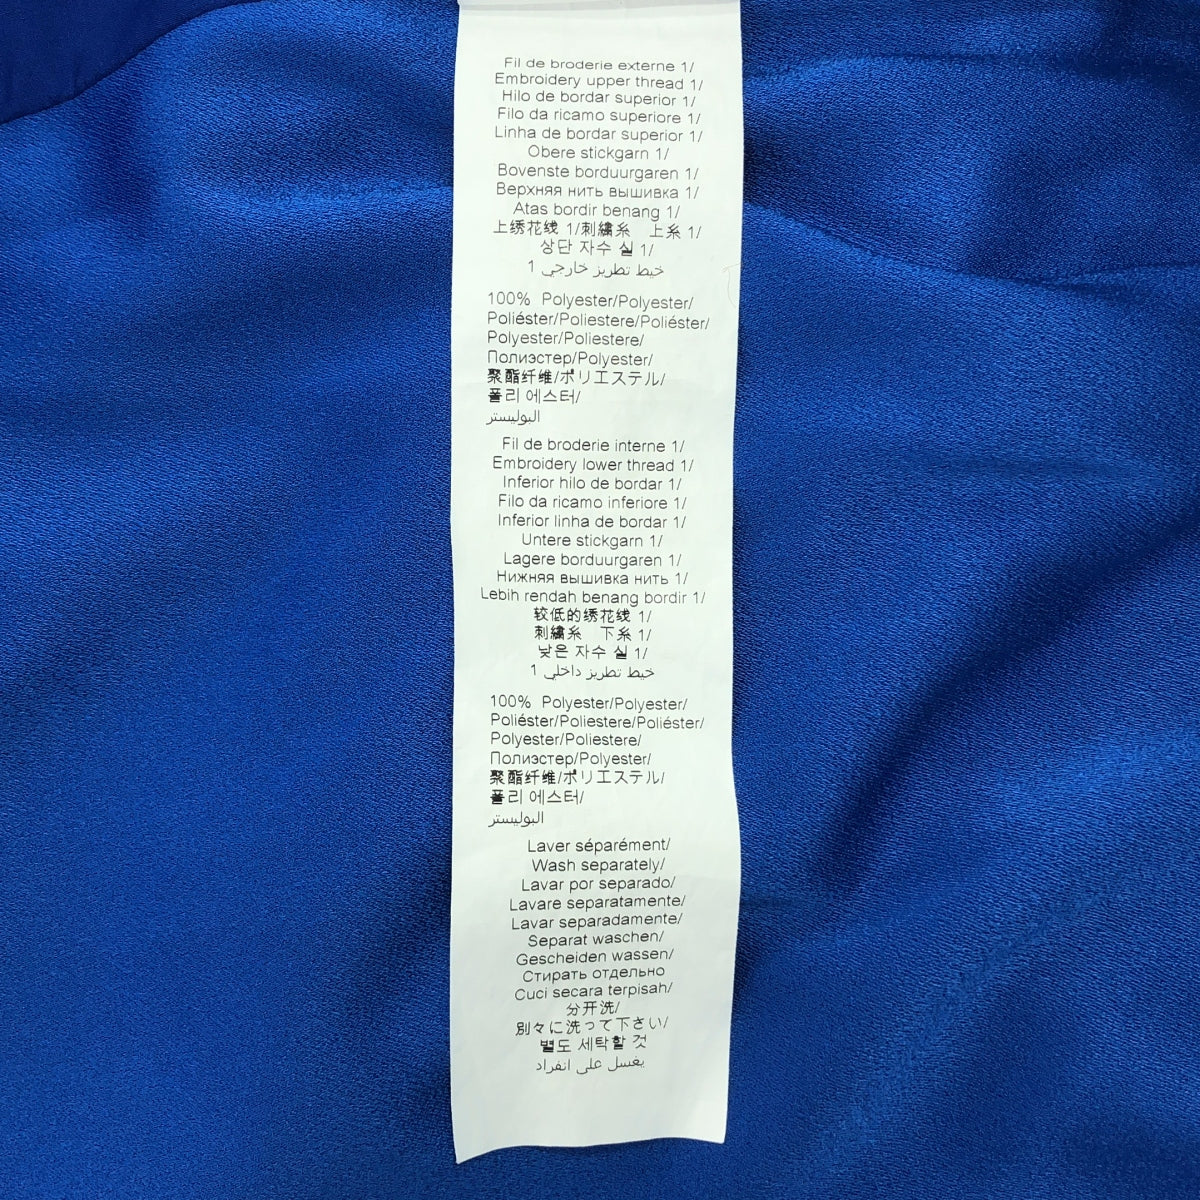 Fil de broderie externe 1/
Embroidery upper thread 1/
Hilo de bordar superior 1/
Filo da ricamo superiore 1/
Linha de bordar superior 1/
Obere stickgarn 1/
Bovenste borduurgaren 1/
Верхняя нить вышивка 1/
Atas bordir benang 1/
上绣花线 1/刺繍糸　上糸 1/
상단 자수 실 1/
خيط تطريز خارجي 1
100% Polyester/Polyester/
Poliéster/Poliestere/Poliéster/
Polyester/Poliestere/
Полиэстер/Polyester/
聚酯纤维/ポリエステル/
폴리 에스터/
البوليستر
Fil de broderie interne 1/
Embroidery lower thread 1/
Inferior hilo de bordar 1/
Filo da ricamo inferiore 1/
Inferior linha de bordar 1/
Untere stickgarn 1/
Lagere borduurgaren 1/
Нижняя вышивка нить 1/
Lebih rendah benang bordir 1/
较低的绣花线 1/
刺繍糸　下糸 1/
낮은 자수 실 1/
خيط تطريز داخلي 1
100% Polyester/Polyester/
Poliéster/Poliestere/Poliéster/
Polyester/Poliestere/
Полиэстер/Polyester/
聚酯纤维/ポリエステル/
폴리 에스터/
البوليستر
Laver séparément/
Wash separately/
Lavar por separado/
Lavare separatamente/
Lavar separadamente/
Separat waschen/
Gescheiden wassen/
Стирать отдельно
Cuci secara terpisah/
分开洗/
別々に洗って下さい/
별도 세탁할 것
يغسل على انفراد